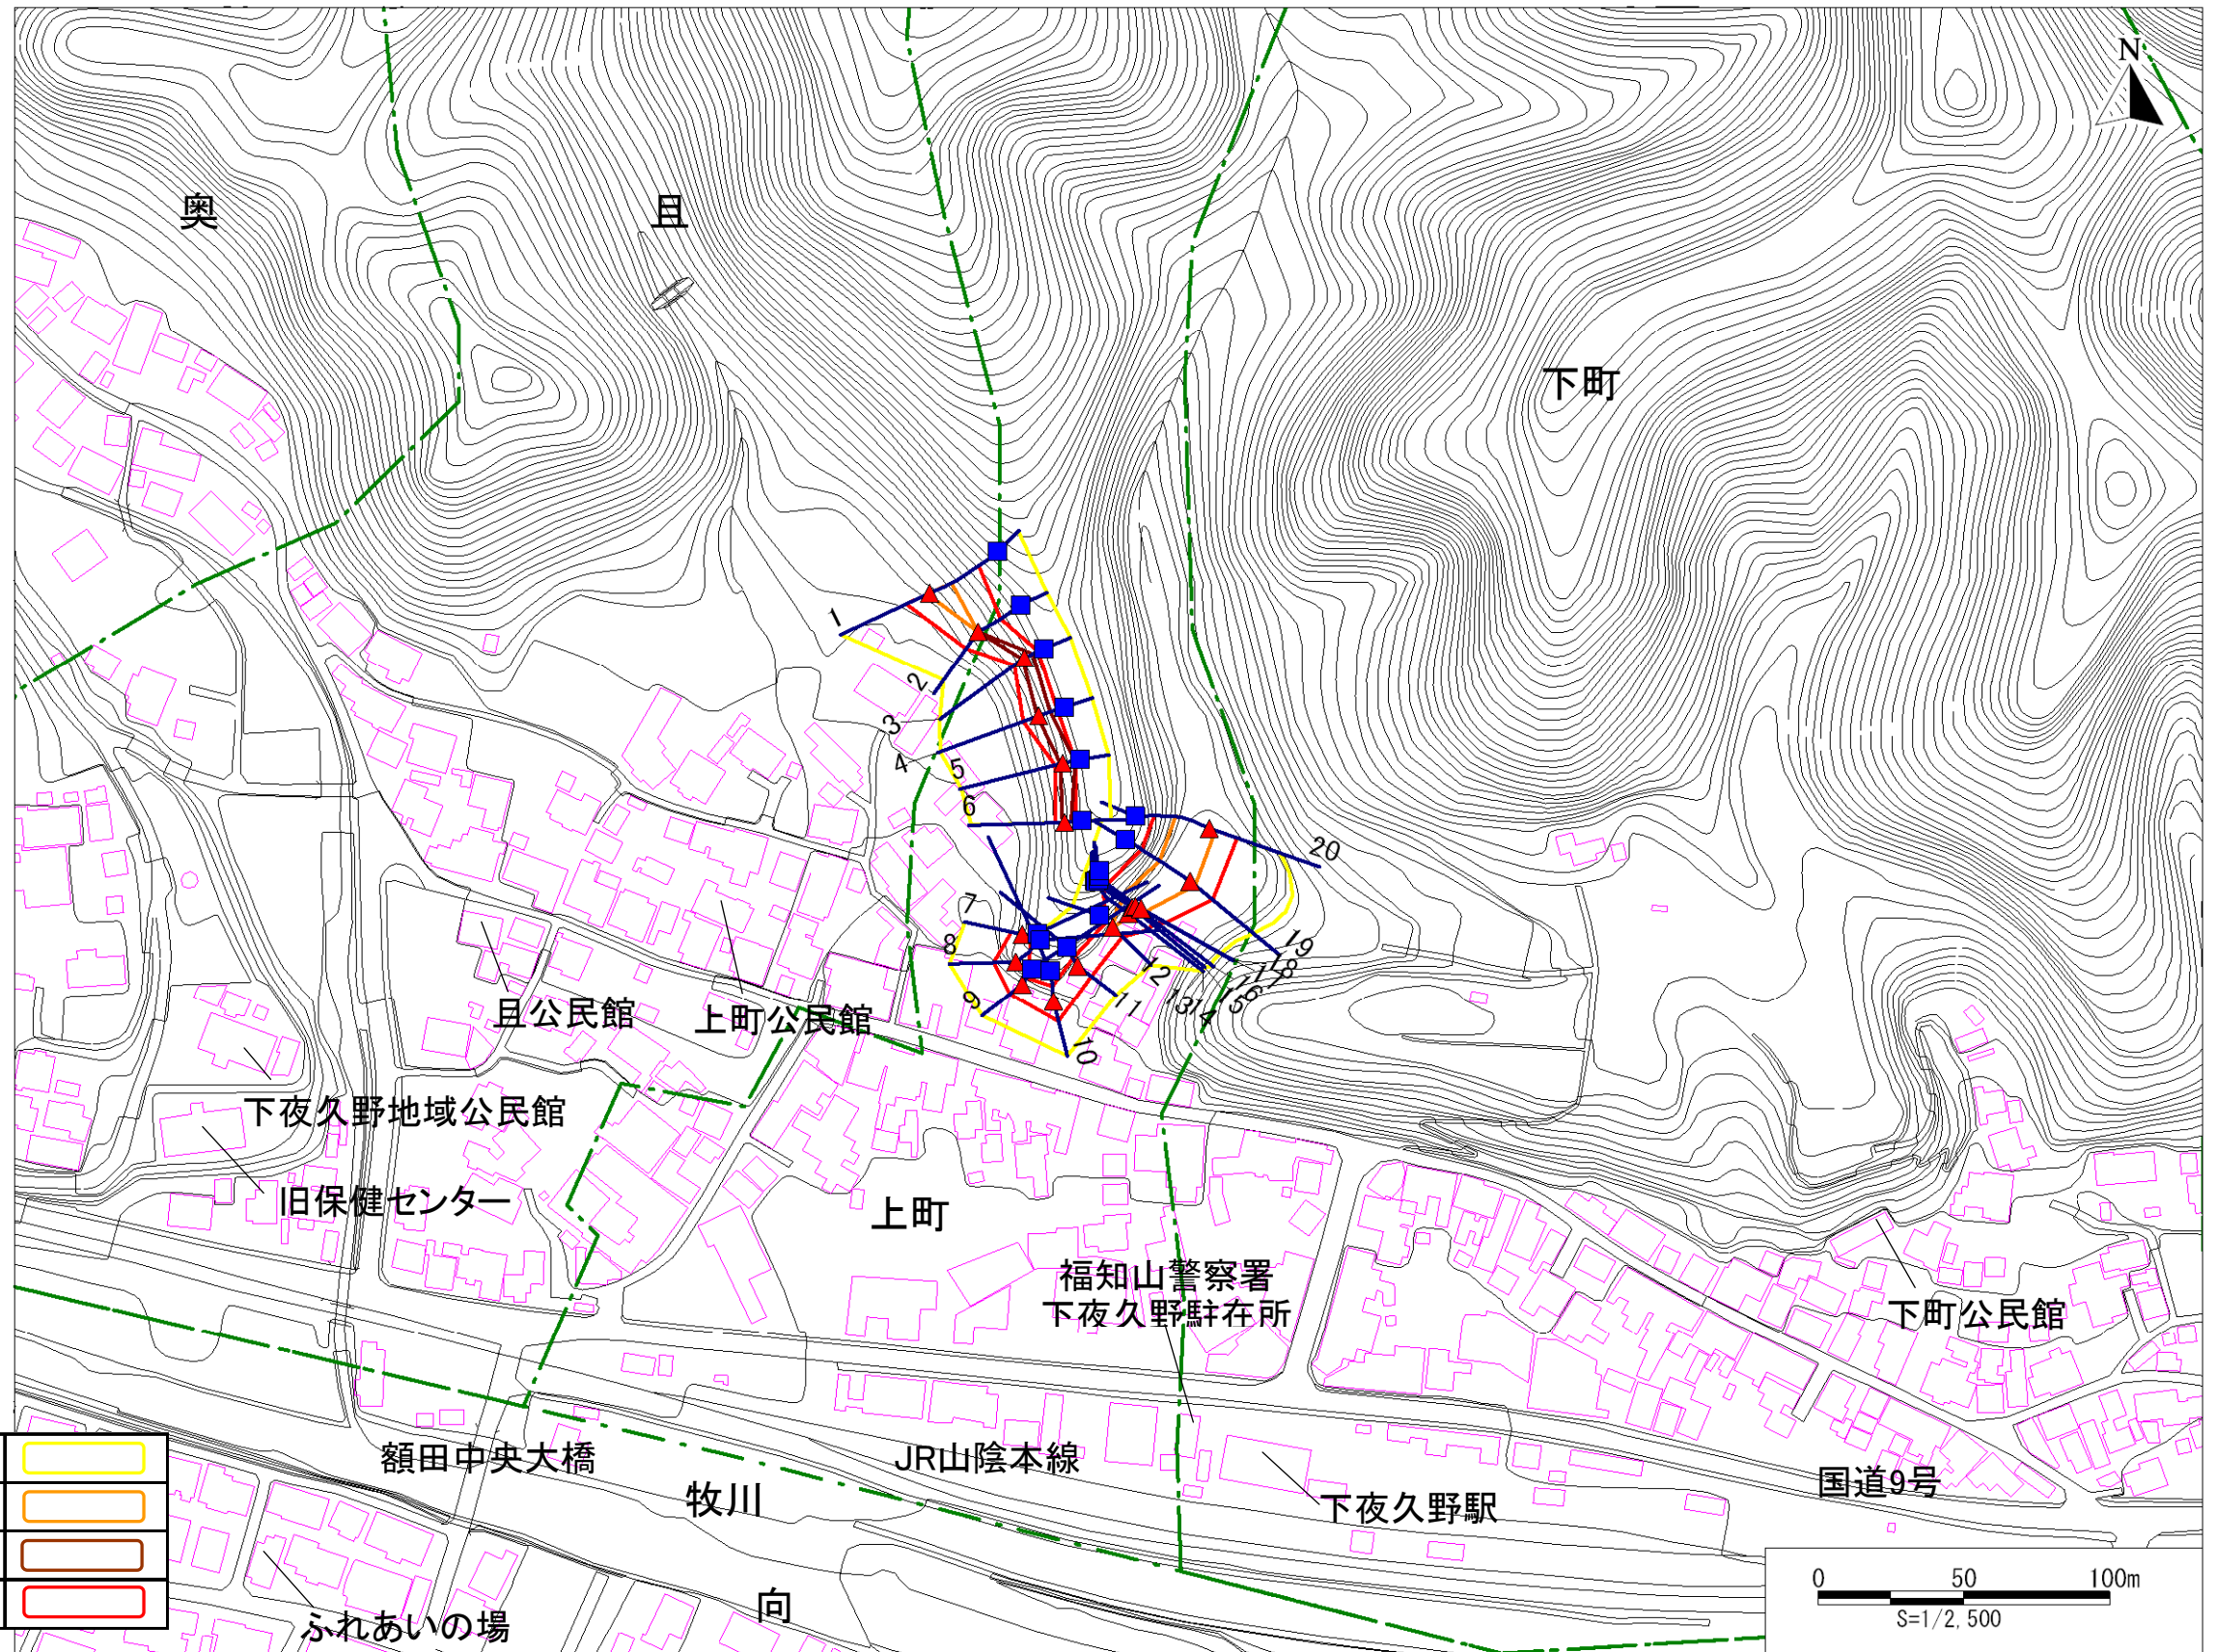 N
奥
且
下町
1
2
3
4
5
6
7
8
9
10
11
12
13
14
15
16
17
18
19
20
且公民館
上町公民館
下夜久野地域公民館
旧保健センター
上町
福知山警察署
下夜久野駐在所
下町公民館
額田中央大橋
JR山陰本線
国道9号
牧川
下夜久野駅
向
ふれあいの場
0 50 100m
S=1/2,500